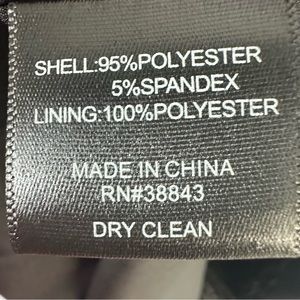 SHELL:95%POLYESTER
5%SPANDEX
LINING:100%POLYESTER
MADE IN CHINA
RN#38843
DRY CLEAN